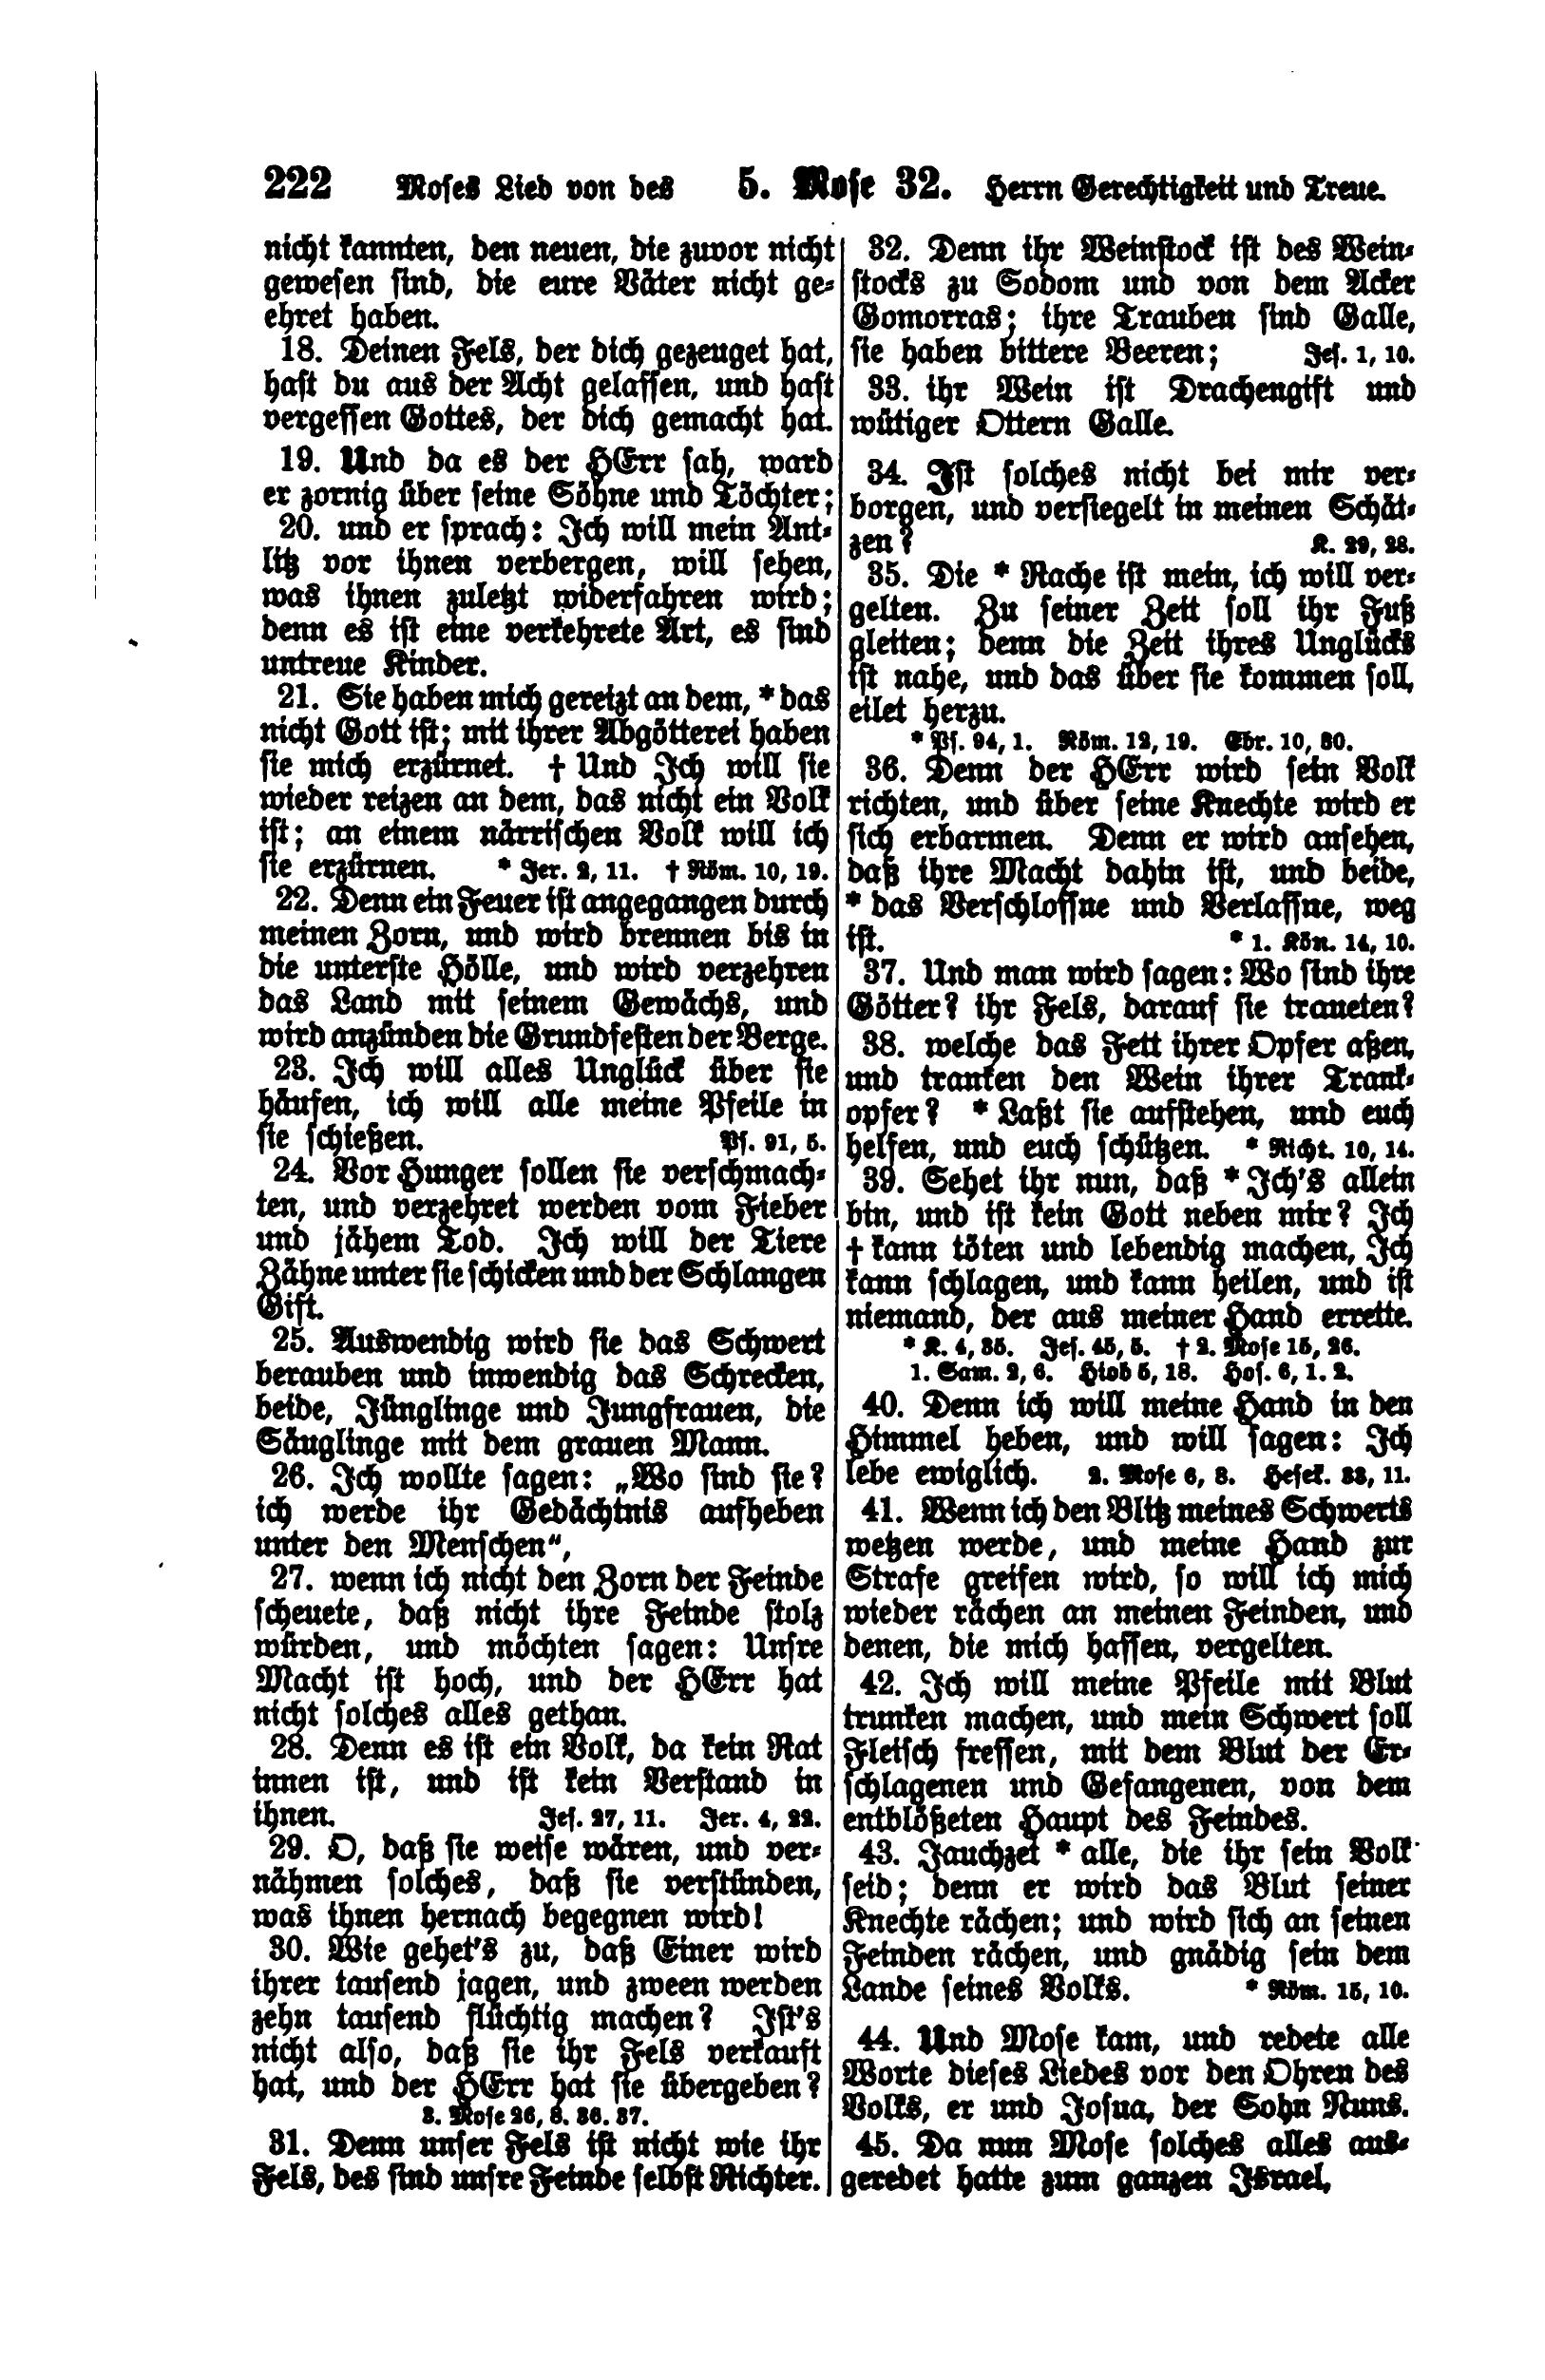 222 Moses Lied von des 5. Mose 32. Herrn Gerechtigkeit und Treue.
nicht kannten, den neuen, die zuvor nicht
gewesen sind, die eure Väter nicht ge-
ehret haben.
18. Deinen Fels, der dich gezeuget hat,
hast du aus der Acht gelassen, und hast
vergessen Gottes, der dich gemacht hat.
19. Und da es der HErr sah, ward
er zornig über seine Söhne und Töchter;
20. und er sprach: Ich will mein Ant-
litz vor ihnen verbergen, will sehen,
was ihnen zuletzt widerfahren wird;
denn es ist eine verkehrete Art, es sind
untreue Kinder.
21. Sie haben mich gereizt an dem, * das
nicht Gott ist; mit ihrer Abgötterei haben
sie mich erzürnet. † Und Ich will sie
wieder reizen an dem, das nicht ein Volk
ist; an einem närrischen Volk will ich
sie erzürnen. * Jer. 2, 11. † Röm. 10, 19.
22. Denn ein Feuer ist angegangen durch
meinen Zorn, und wird brennen bis in
die unterste Hölle, und wird verzehren
das Land mit seinem Gewächs, und
wird anzünden die Grundfesten der Berge.
23. Ich will alles Unglück über sie
häufen, ich will alle meine Pfeile in
sie schießen. Ps. 91, 5.
24. Vor Hunger sollen sie verschmach-
ten, und verzehret werden vom Fieber
und jähem Tod. Ich will der Tiere
Zähne unter sie schicken und der Schlangen
Gift.
25. Auswendig wird sie das Schwert
berauben und inwendig das Schrecken,
beide, Jünglinge und Jungfrauen, die
Säuglinge mit dem grauen Mann.
26. Ich wollte sagen: „Wo sind sie?
ich werde ihr Gedächtnis aufheben
unter den Menschen“,
27. wenn ich nicht den Zorn der Feinde
scheuete, daß nicht ihre Feinde stolz
würden, und möchten sagen: Unsre
Macht ist hoch, und der HErr hat
nicht solches alles gethan.
28. Denn es ist ein Volk, da kein Rat
innen ist, und ist kein Verstand in
ihnen. Jes. 27, 11. Jer. 4, 22.
29. O, daß sie weise wären, und ver-
nähmen solches, daß sie verstünden,
was ihnen hernach begegnen wird!
30. Wie gehet's zu, daß Einer wird
ihrer tausend jagen, und zween werden
zehn tausend flüchtig machen? Ist's
nicht also, daß sie ihr Fels verkauft
hat, und der HErr hat sie übergeben?
3. Mose 26, 8. 36. 37.
31. Denn unser Fels ist nicht wie ihr
Fels, des sind unsre Feinde selbst Richter.
32. Denn ihr Weinstock ist des Wein-
stocks zu Sodom und von dem Acker
Gomorras; ihre Trauben sind Galle,
sie haben bittere Beeren; Jes. 1, 10.
33. ihr Wein ist Drachengift und
wütiger Ottern Galle.
34. Ist solches nicht bei mir ver-
borgen, und versiegelt in meinen Schät-
zen? K. 29, 28.
35. Die * Rache ist mein, ich will ver-
gelten. Zu seiner Zeit soll ihr Fuß
gleiten; denn die Zeit ihres Unglücks
ist nahe, und das über sie kommen soll,
eilet herzu.
* Ps. 94, 1. Röm. 12, 19. Ebr. 10, 30.
36. Denn der HErr wird sein Volk
richten, und über seine Knechte wird er
sich erbarmen. Denn er wird ansehen,
daß ihre Macht dahin ist, und beide,
* das Verschloßne und Verlassne, weg
ist. * 1. Kön. 14, 10.
37. Und man wird sagen: Wo sind ihre
Götter? ihr Fels, darauf sie traueten?
38. welche das Fett ihrer Opfer aßen,
und tranken den Wein ihrer Trank-
opfer? * Laßt sie aufstehen, und euch
helfen, und euch schützen. * Richt. 10, 14.
39. Sehet ihr nun, daß * Ich's allein
bin, und ist kein Gott neben mir? Ich
† kann töten und lebendig machen, Ich
kann schlagen, und kann heilen, und ist
niemand, der aus meiner Hand errette.
* K. 4, 35. Jes. 45, 5. † 2. Mose 15, 26.
1. Sam. 2, 6. Hiob 5, 18. Hos. 6, 1. 2.
40. Denn ich will meine Hand in den
Himmel heben, und will sagen: Ich
lebe ewiglich. 2. Mose 6, 8. Hesek. 33, 11.
41. Wenn ich den Blitz meines Schwerts
wetzen werde, und meine Hand zur
Strafe greifen wird, so will ich mich
wieder rächen an meinen Feinden, und
denen, die mich hassen, vergelten.
42. Ich will meine Pfeile mit Blut
trunken machen, und mein Schwert soll
Fleisch fressen, mit dem Blut der Er-
schlagenen und Gefangenen, von dem
entblößeten Haupt des Feindes.
43. Jauchzet * alle, die ihr sein Volk
seid; denn er wird das Blut seiner
Knechte rächen; und wird sich an seinen
Feinden rächen, und gnädig sein dem
Lande seines Volks. * Röm. 15, 10.
44. Und Mose kam, und redete alle
Worte dieses Liedes vor den Ohren des
Volks, er und Josua, der Sohn Nuns.
45. Da nun Mose solches alles aus-
geredet hatte zum ganzen Israel,